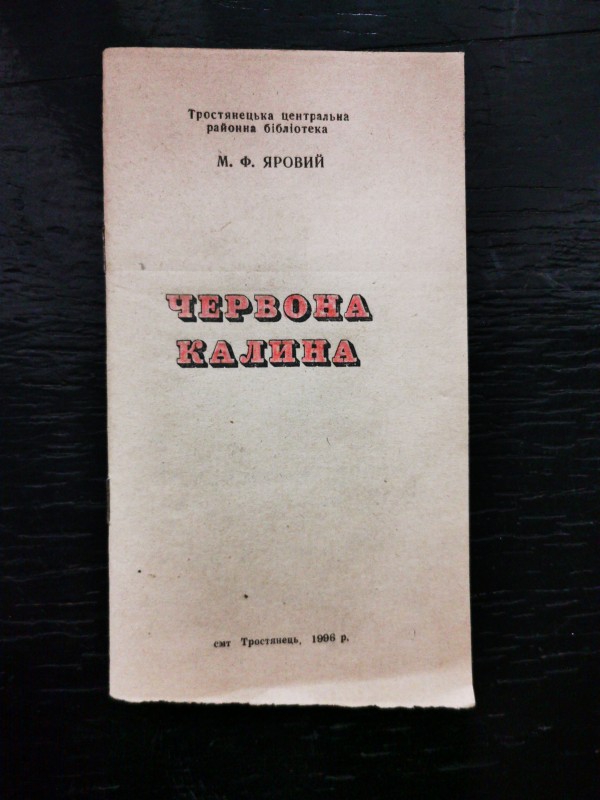 Тростянецька центральна
районна бібліотека
М. Ф. ЯРОВИЙ
ЧЕРВОНА
КАЛИНА
смт Тростянець, 1996 р.